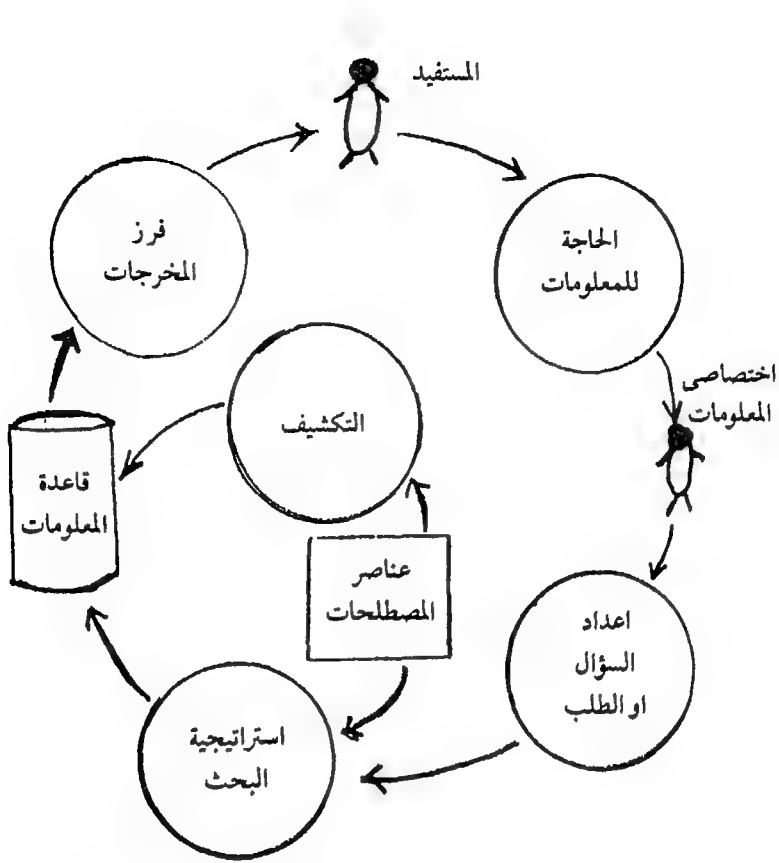 المستفيد
فرز
المخرجات
الحاجة
للمعلومات
اختصاصى
المعلومات
التكشيف
قاعدة
المعلومات
عناصر
المصطلحات
اعداد
السؤال
او الطلب
استراتيجية
البحث